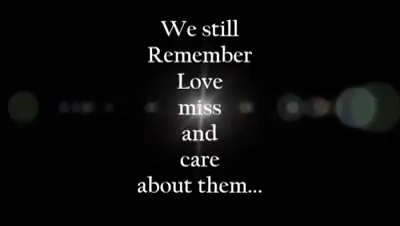 We still
Remember
Love
miss
and
care
about them...